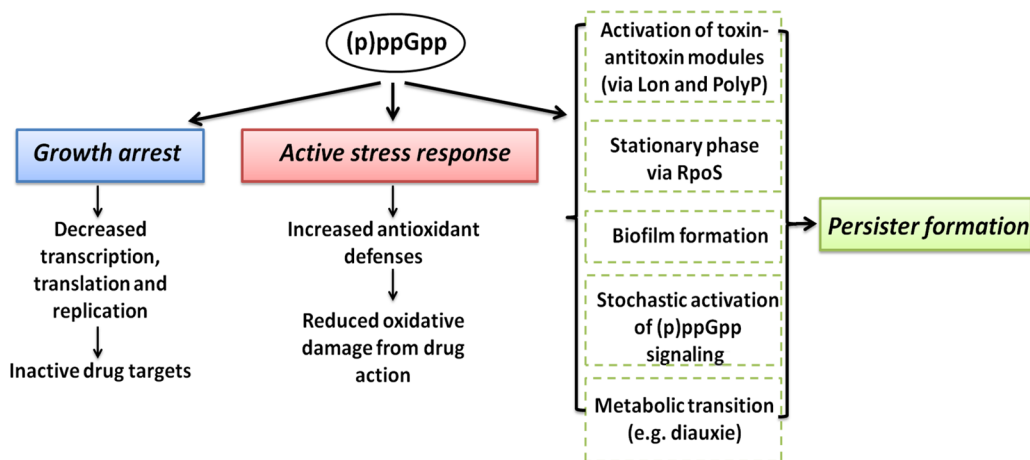 (p)ppGpp
Growth arrest
Decreased
transcription,
translation and
replication
Inactive drug targets
Active stress response
Increased antioxidant
defenses
Reduced oxidative
damage from drug
action
Activation of toxin-
antitoxin modules
(via Lon and PolyP)
Stationary phase
via RpoS
Biofilm formation
Stochastic activation
of (p)ppGpp
signaling
Metabolic transition
(e.g. diauxie)
Persister formation